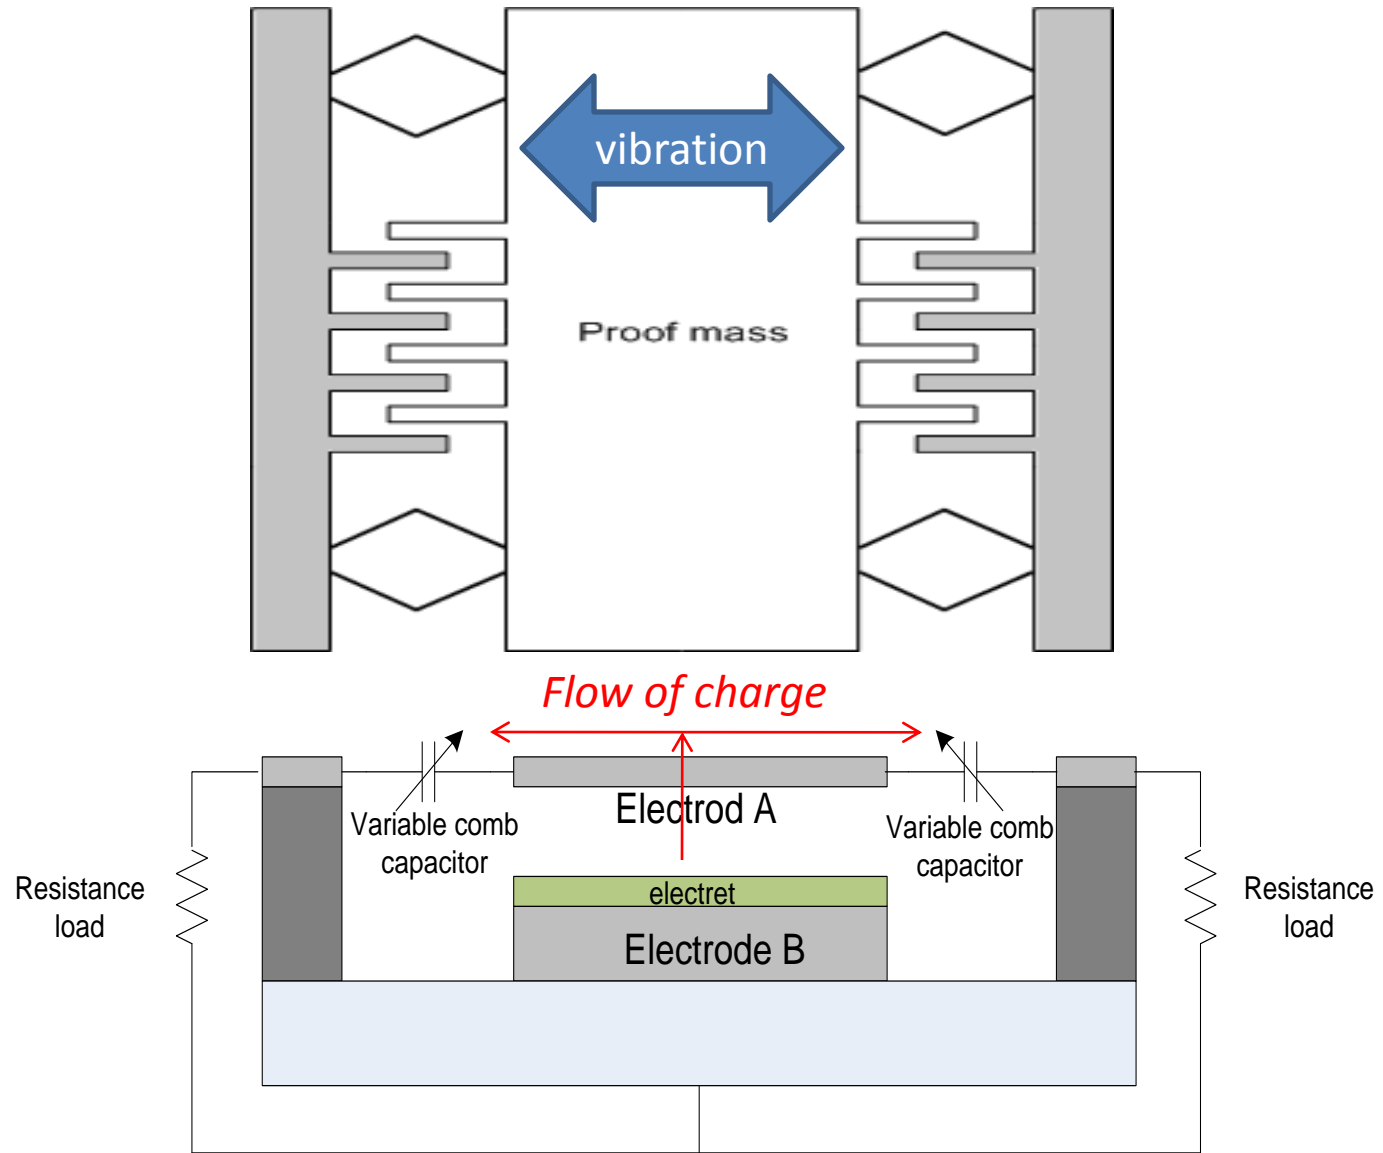 vibration
Proof mass
Flow of charge
Electrod A
Variable comb
capacitor
Variable comb
capacitor
Resistance
load
electret
Resistance
load
Electrode B